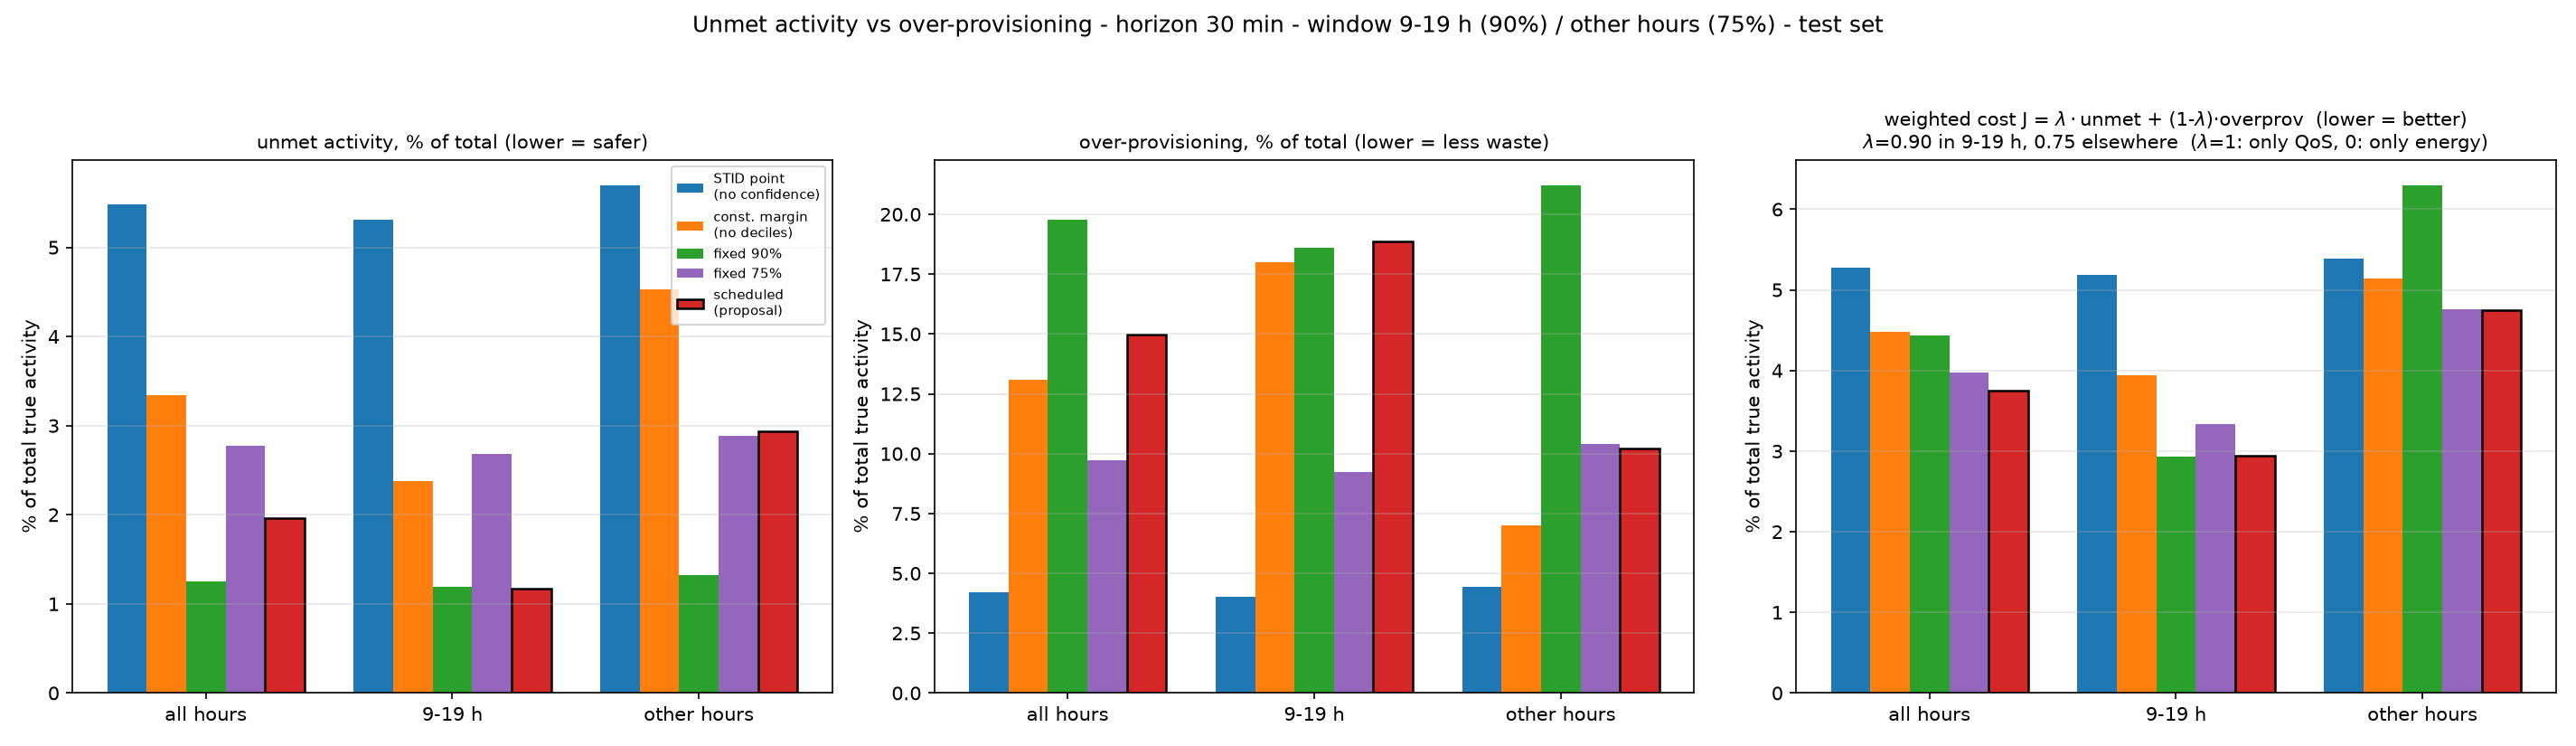 Unmet activity vs over-provisioning - horizon 30 min - window 9-19 h (90%) / other hours (75%) - test set
unmet activity, % of total (lower = safer)
% of total true activity
5
4
3
2
1
0
all hours
9-19 h
other hours
STID point
(no confidence)
const. margin
(no deciles)
fixed 90%
fixed 75%
scheduled
(proposal)
over-provisioning, % of total (lower = less waste)
% of total true activity
20.0
17.5
15.0
12.5
10.0
7.5
5.0
2.5
0.0
all hours
9-19 h
other hours
weighted cost J = λ · unmet + (1-λ)·overprov (lower = better)
λ=0.90 in 9-19 h, 0.75 elsewhere (λ=1: only QoS, 0: only energy)
% of total true activity
6
5
4
3
2
1
0
all hours
9-19 h
other hours